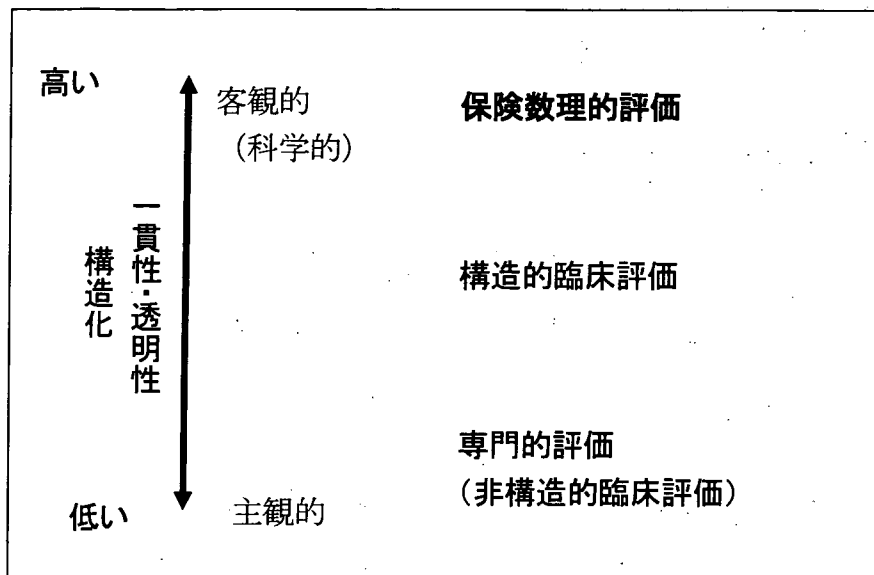 高い
客観的
（科学的）
保険数理的評価
一貫性・透明性
構造化
構造的臨床評価
専門的評価
（非構造的臨床評価）
低い
主観的